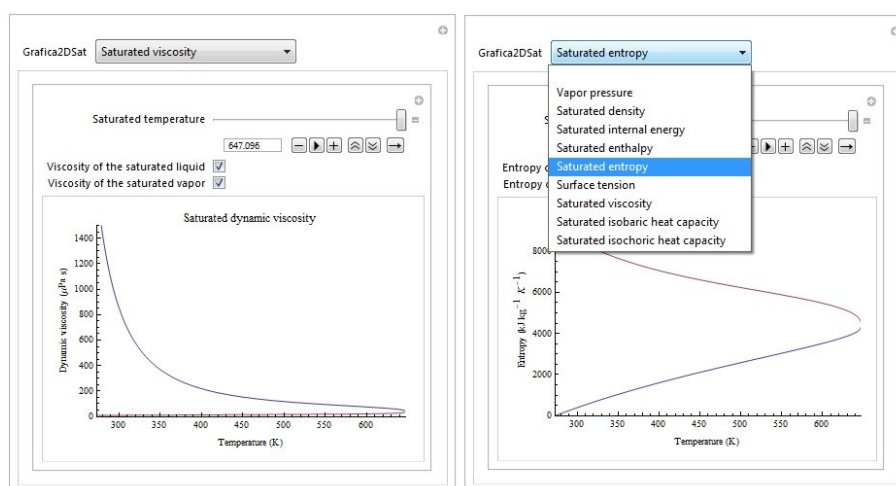 Grafica2DSat Saturated viscosity
Saturated temperature
647.096
Viscosity of the saturated liquid
Viscosity of the saturated vapor
Saturated dynamic viscosity
Dynamic viscosity (μPa s)
1400
1200
1000
800
600
400
200
0
300 350 400 450 500 550 600
Temperature (K)
Grafica2DSat Saturated entropy
Vapor pressure
Saturated density
Saturated internal energy
Saturated enthalpy
Saturated entropy
Surface tension
Saturated viscosity
Saturated isobaric heat capacity
Saturated isochoric heat capacity
S
Entropy
Entropy
Entropy (kJ kg⁻¹ K⁻¹)
8000
6000
4000
2000
0
300 350 400 450 500 550 600
Temperature (K)